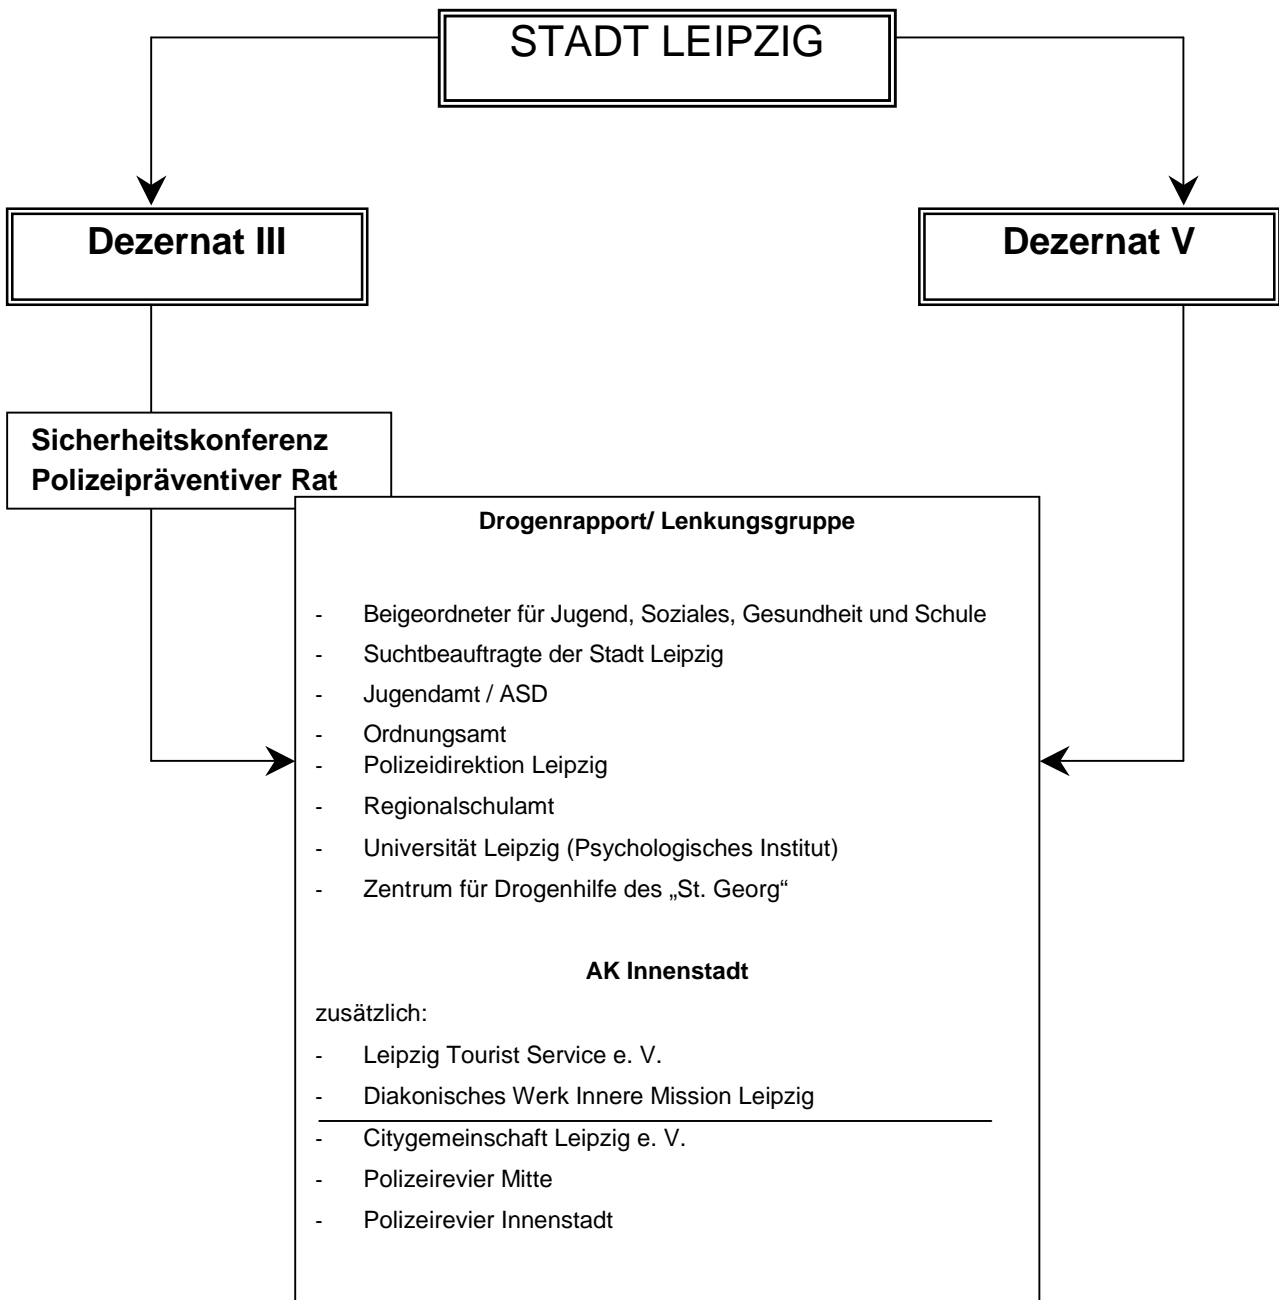 STADT LEIPZIG
Dezernat III
Dezernat V
Sicherheitskonferenz
Polizeipräventiver Rat
Drogenrapport/ Lenkungsgruppe
- Beigeordneter für Jugend, Soziales, Gesundheit und Schule
- Suchtbeauftragte der Stadt Leipzig
- Jugendamt / ASD
- Ordnungsamt
- Polizeidirektion Leipzig
- Regionalschulamt
- Universität Leipzig (Psychologisches Institut)
- Zentrum für Drogenhilfe des „St. Georg“
AK Innenstadt
zusätzlich:
- Leipzig Tourist Service e. V.
- Diakonisches Werk Innere Mission Leipzig
- Citygemeinschaft Leipzig e. V.
- Polizeirevier Mitte
- Polizeirevier Innenstadt